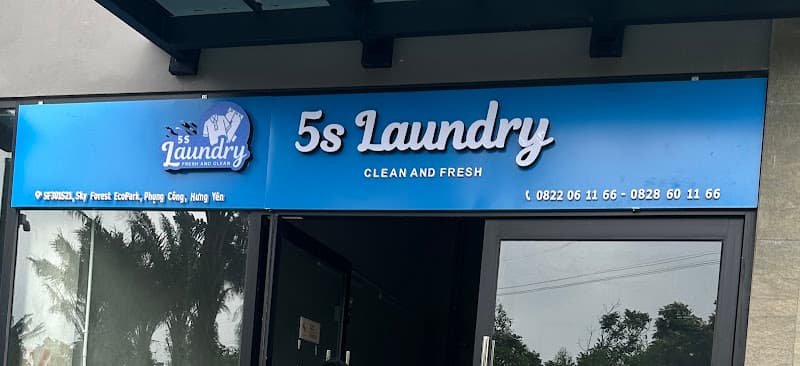 5S
Laundry
FRESH AND CLEAN
5s Laundry
CLEAN AND FRESH
SF301S21, Sky Forest EcoPark, Phụng Công, Hưng Yên
0822 06 11 66 - 0828 60 11 66